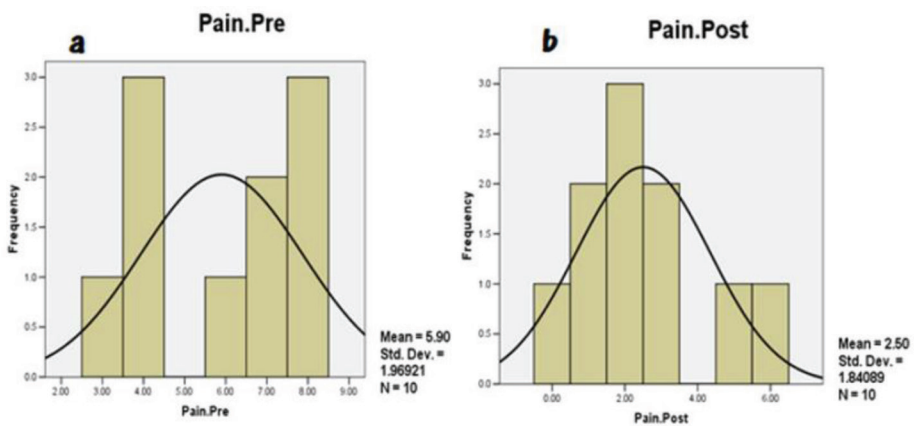 a
Pain.Pre
Frequency
3.0
2.5
2.0
1.5
1.0
0.5
0.0
2.00 3.00 4.00 5.00 6.00 7.00 8.00 9.00
Pain.Pre
Mean = 5.90
Std. Dev. =
1.96921
N = 10
b
Pain.Post
Frequency
3.0
2.5
2.0
1.5
1.0
0.5
0.0
0.00 2.00 4.00 6.00
Pain.Post
Mean = 2.50
Std. Dev. =
1.84089
N = 10